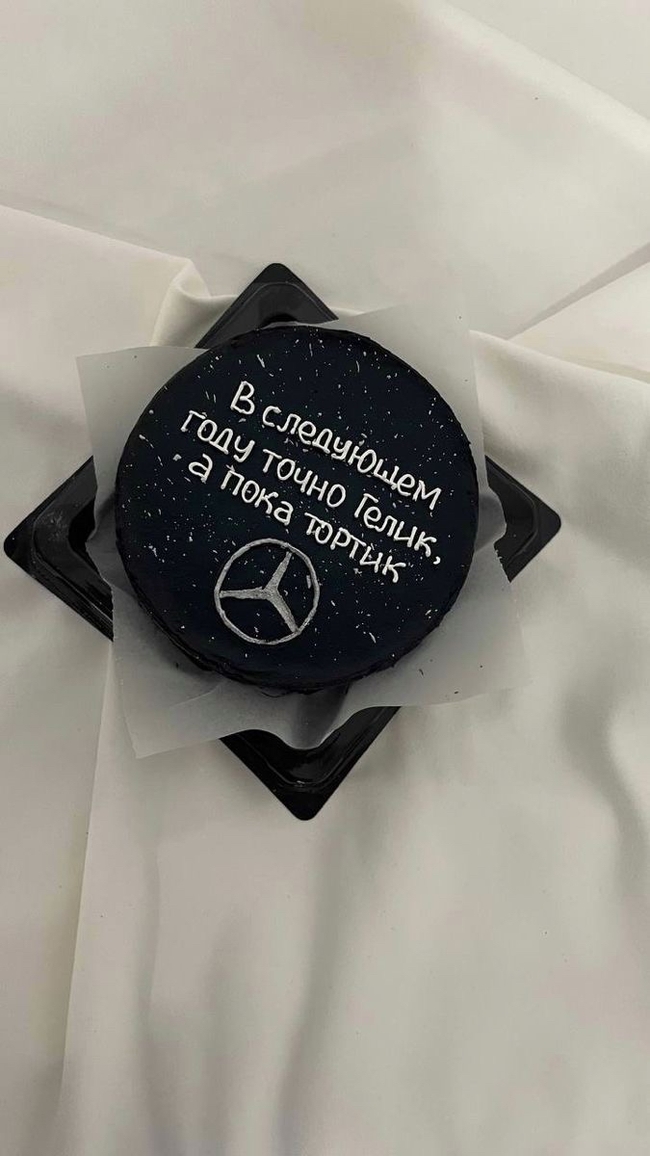 В следующем
году точно Гелик,
а пока тортик